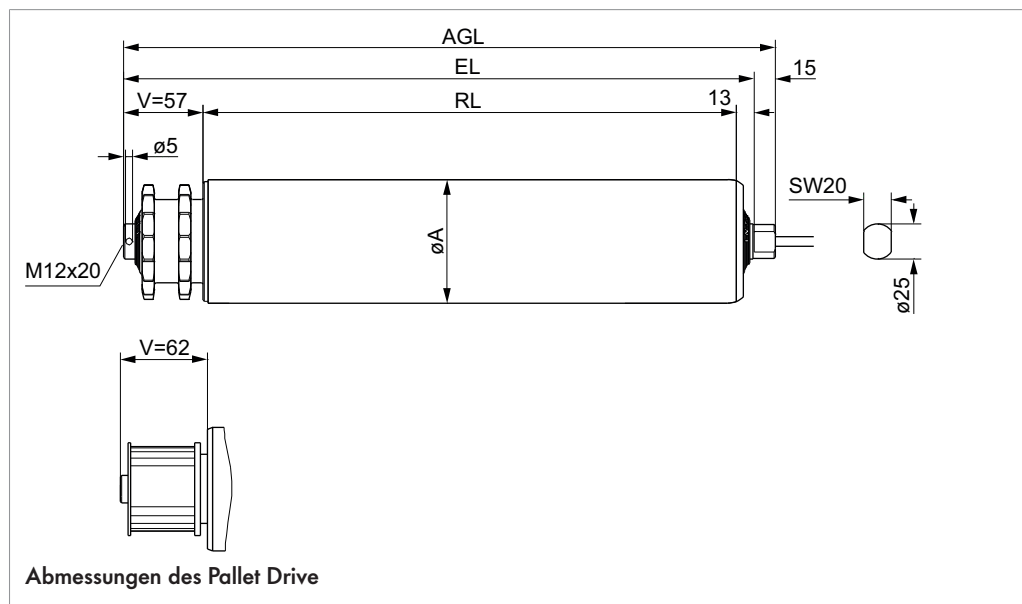 AGL
EL
15
V=57
RL
13
ø5
SW20
øA
M12x20
ø25
V=62
Abmessungen des Pallet Drive